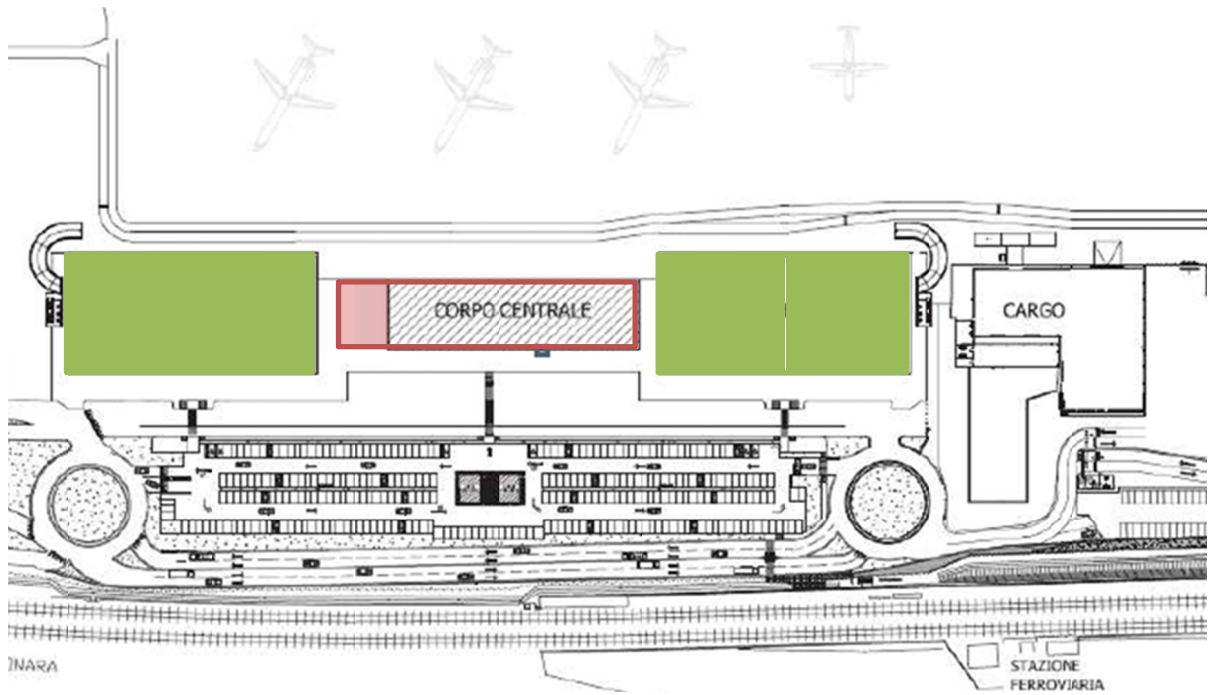 CORPO CENTRALE
CARGO
INARA
STAZIONE
FERROVIARIA